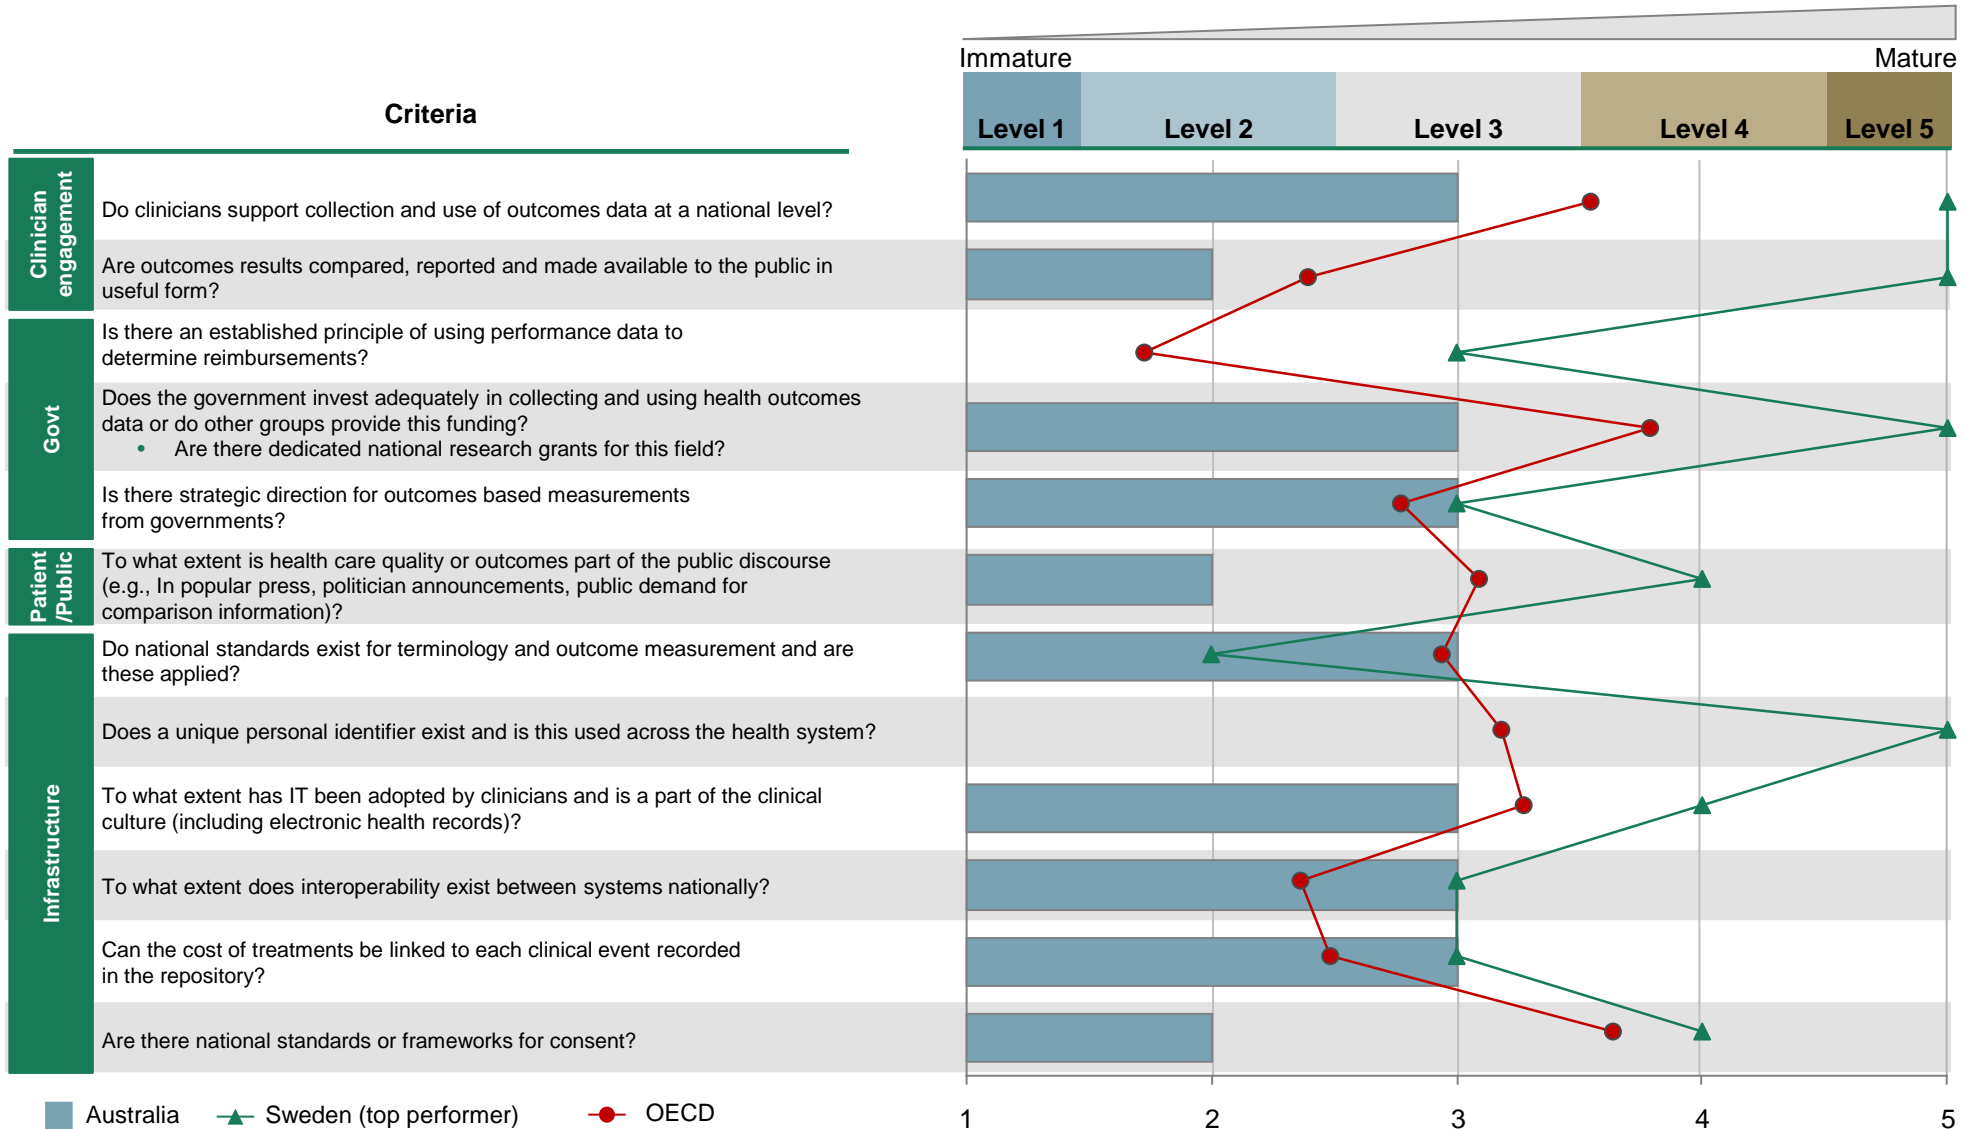 Immature
Mature
Criteria
Level 1
Level 2
Level 3
Level 4
Level 5
Clinician
engagement
Do clinicians support collection and use of outcomes data at a national level?
Are outcomes results compared, reported and made available to the public in
useful form?
Govt
Is there an established principle of using performance data to
determine reimbursements?
Does the government invest adequately in collecting and using health outcomes
data or do other groups provide this funding?
• Are there dedicated national research grants for this field?
Is there strategic direction for outcomes based measurements
from governments?
Patient
/Public
To what extent is health care quality or outcomes part of the public discourse
(e.g., In popular press, politician announcements, public demand for
comparison information)?
Infrastructure
Do national standards exist for terminology and outcome measurement and are
these applied?
Does a unique personal identifier exist and is this used across the health system?
To what extent has IT been adopted by clinicians and is a part of the clinical
culture (including electronic health records)?
To what extent does interoperability exist between systems nationally?
Can the cost of treatments be linked to each clinical event recorded
in the repository?
Are there national standards or frameworks for consent?
Australia
Sweden (top performer)
OECD
1
2
3
4
5